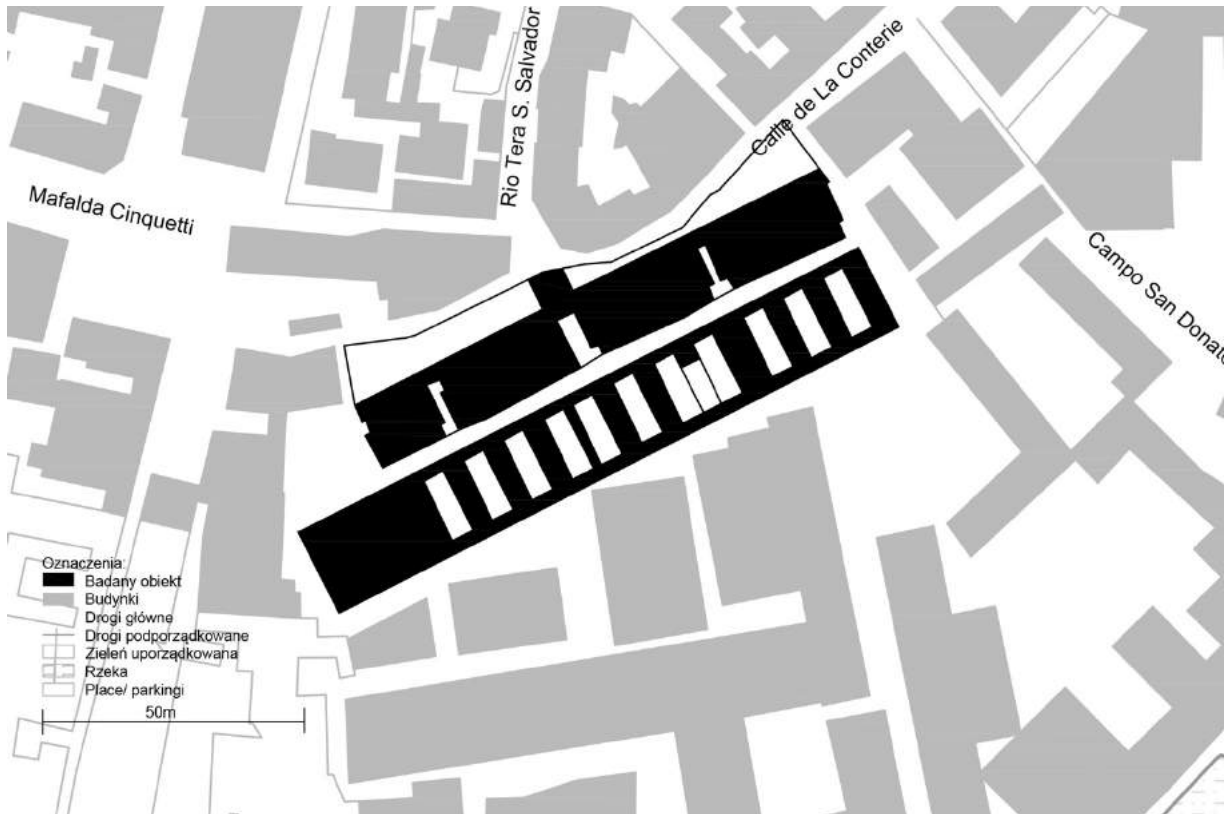 Rio Tera S. Salvador
Calle de La Conterie
Mafalda Cinquetti
Campo San Donato
Oznaczenia:
Badany obiekt
Budynki
Drogi główne
Drogi podporządkowane
Zieleń uporządkowana
Rzeka
Place/ parkingi
50m